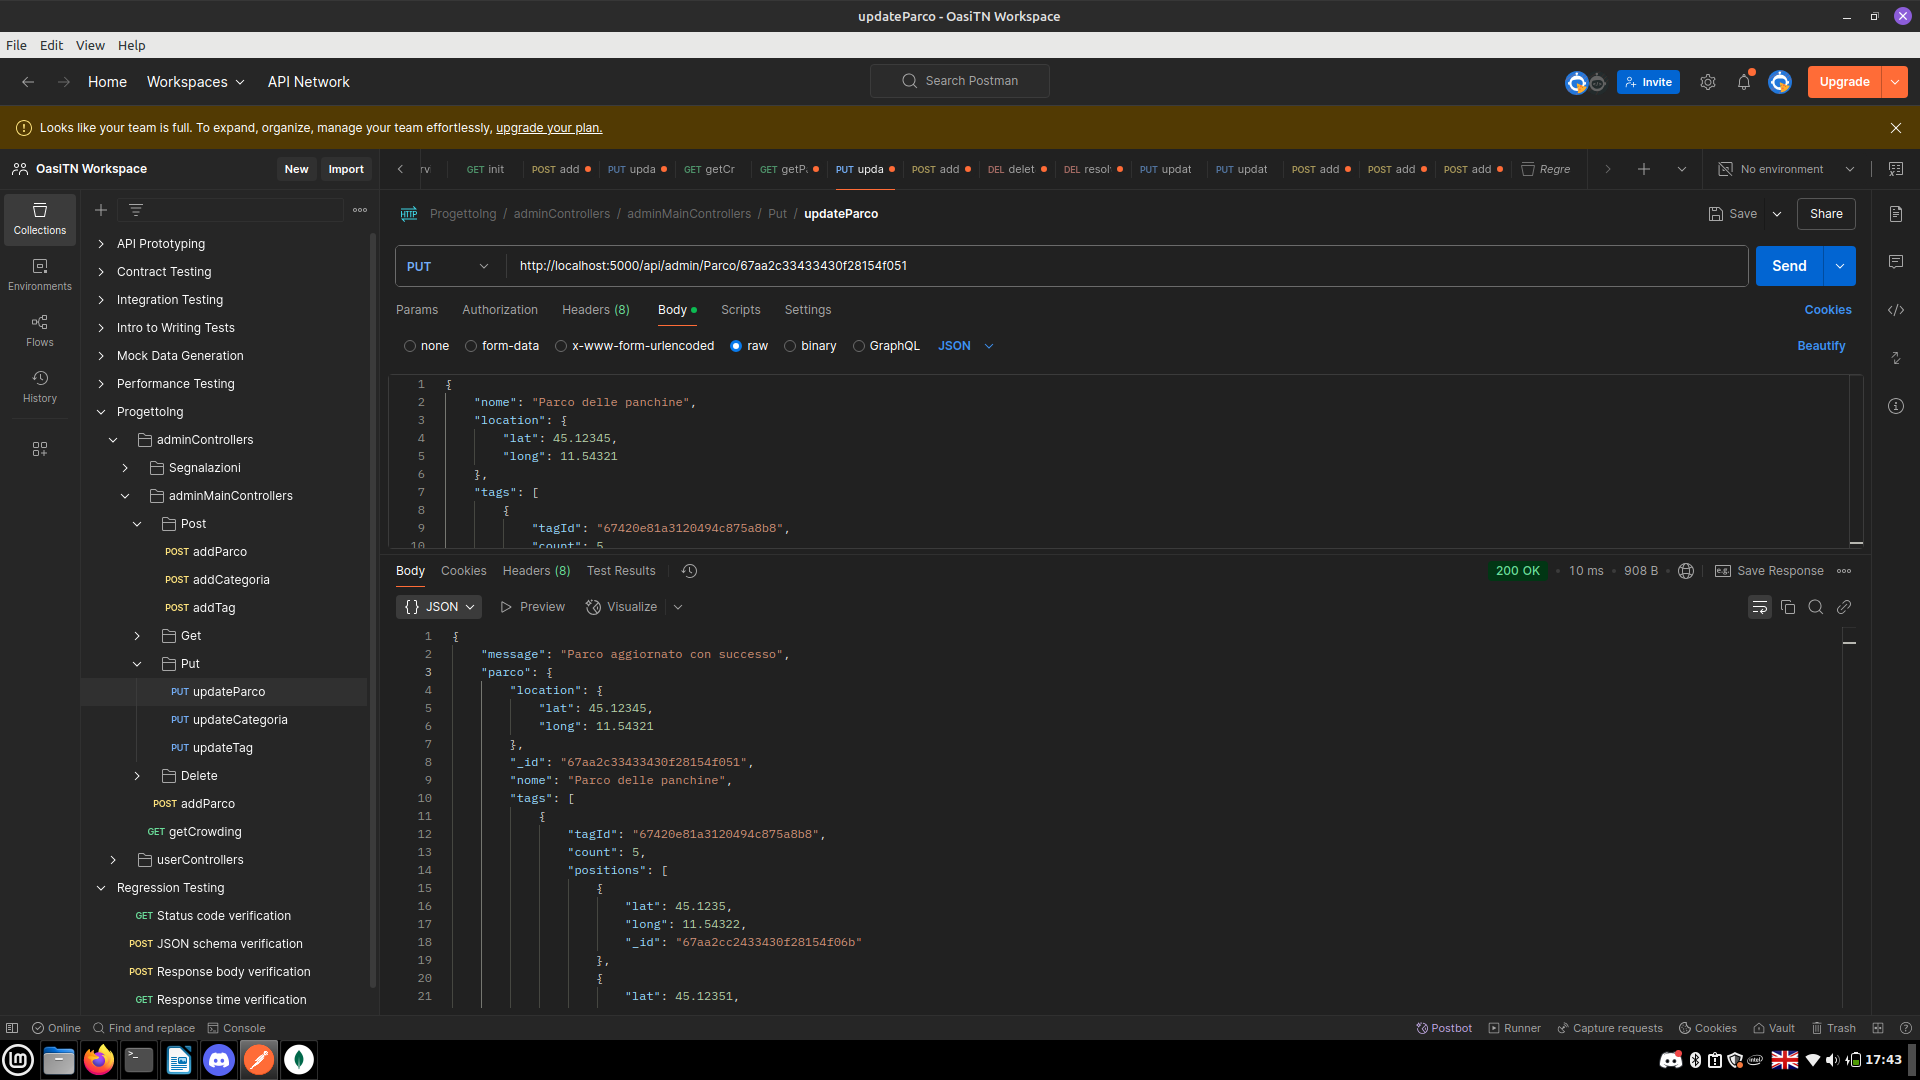 updateParco - OasiTN Workspace
File Edit View Help
Home Workspaces API Network Search Postman Invite Upgrade
Looks like your team is full. To expand, organize, manage your team effortlessly, upgrade your plan.
OasiTN Workspace New Import
GET init POST add PUT upda GET getCr GET getP PUT upda POST add DEL delet DEL resol PUT updat PUT updat POST add POST add POST add Regre No environment
Collections
Environments
Flows
History
API Prototyping
Contract Testing
Integration Testing
Intro to Writing Tests
Mock Data Generation
Performance Testing
ProgettoIng
adminControllers
Segnalazioni
adminMainControllers
Post
POST addParco
POST addCategoria
POST addTag
Get
Put
PUT updateParco
PUT updateCategoria
PUT updateTag
Delete
POST addParco
GET getCrowding
userControllers
Regression Testing
GET Status code verification
POST JSON schema verification
POST Response body verification
GET Response time verification
HTTP ProgettoIng / adminControllers / adminMainControllers / Put / updateParco Save Share
PUT http://localhost:5000/api/admin/Parco/67aa2c33433430f28154f051 Send
Params Authorization Headers (8) Body Scripts Settings Cookies
none form-data x-www-form-urlencoded raw binary GraphQL JSON Beautify
1 {
2 "nome": "Parco delle panchine",
3 "location": {
4 "lat": 45.12345,
5 "long": 11.54321
6 },
7 "tags": [
8 {
9 "tagId": "67420e81a3120494c875a8b8",
10 "count": 5
Body Cookies Headers (8) Test Results 200 OK 10 ms 908 B e.g. Save Response
{} JSON Preview Visualize
1 {
2 "message": "Parco aggiornato con successo",
3 "parco": {
4 "location": {
5 "lat": 45.12345,
6 "long": 11.54321
7 },
8 "_id": "67aa2c33433430f28154f051",
9 "nome": "Parco delle panchine",
10 "tags": [
11 {
12 "tagId": "67420e81a3120494c875a8b8",
13 "count": 5,
14 "positions": [
15 {
16 "lat": 45.1235,
17 "long": 11.54322,
18 "_id": "67aa2cc2433430f28154f06b"
19 },
20 {
21 "lat": 45.12351,
Online Find and replace Console Postbot Runner Capture requests Cookies Vault Trash
17:43